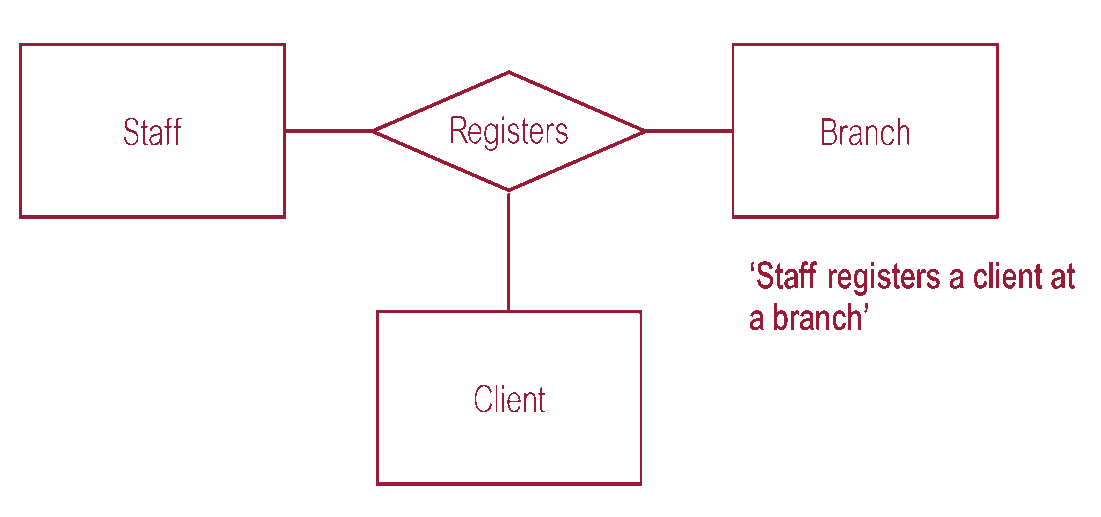 Staff
Registers
Branch
‘Staff registers a client at
a branch’
Client